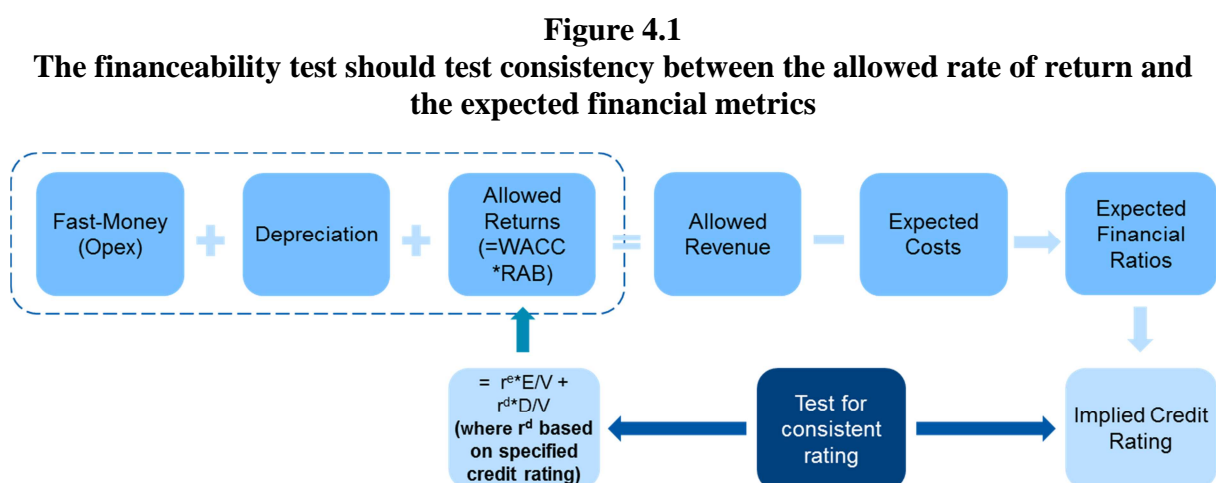 Figure 4.1
The financeability test should test consistency between the allowed rate of return and
the expected financial metrics
Fast-Money
(Opex)
+
Depreciation
+
Allowed
Returns
(=WACC
*RAB)
=
Allowed
Revenue
−
Expected
Costs
Expected
Financial
Ratios
= rᵉ*E/V +
rᵈ*D/V
(where rᵈ based
on specified
credit rating)
Test for
consistent
rating
Implied Credit
Rating